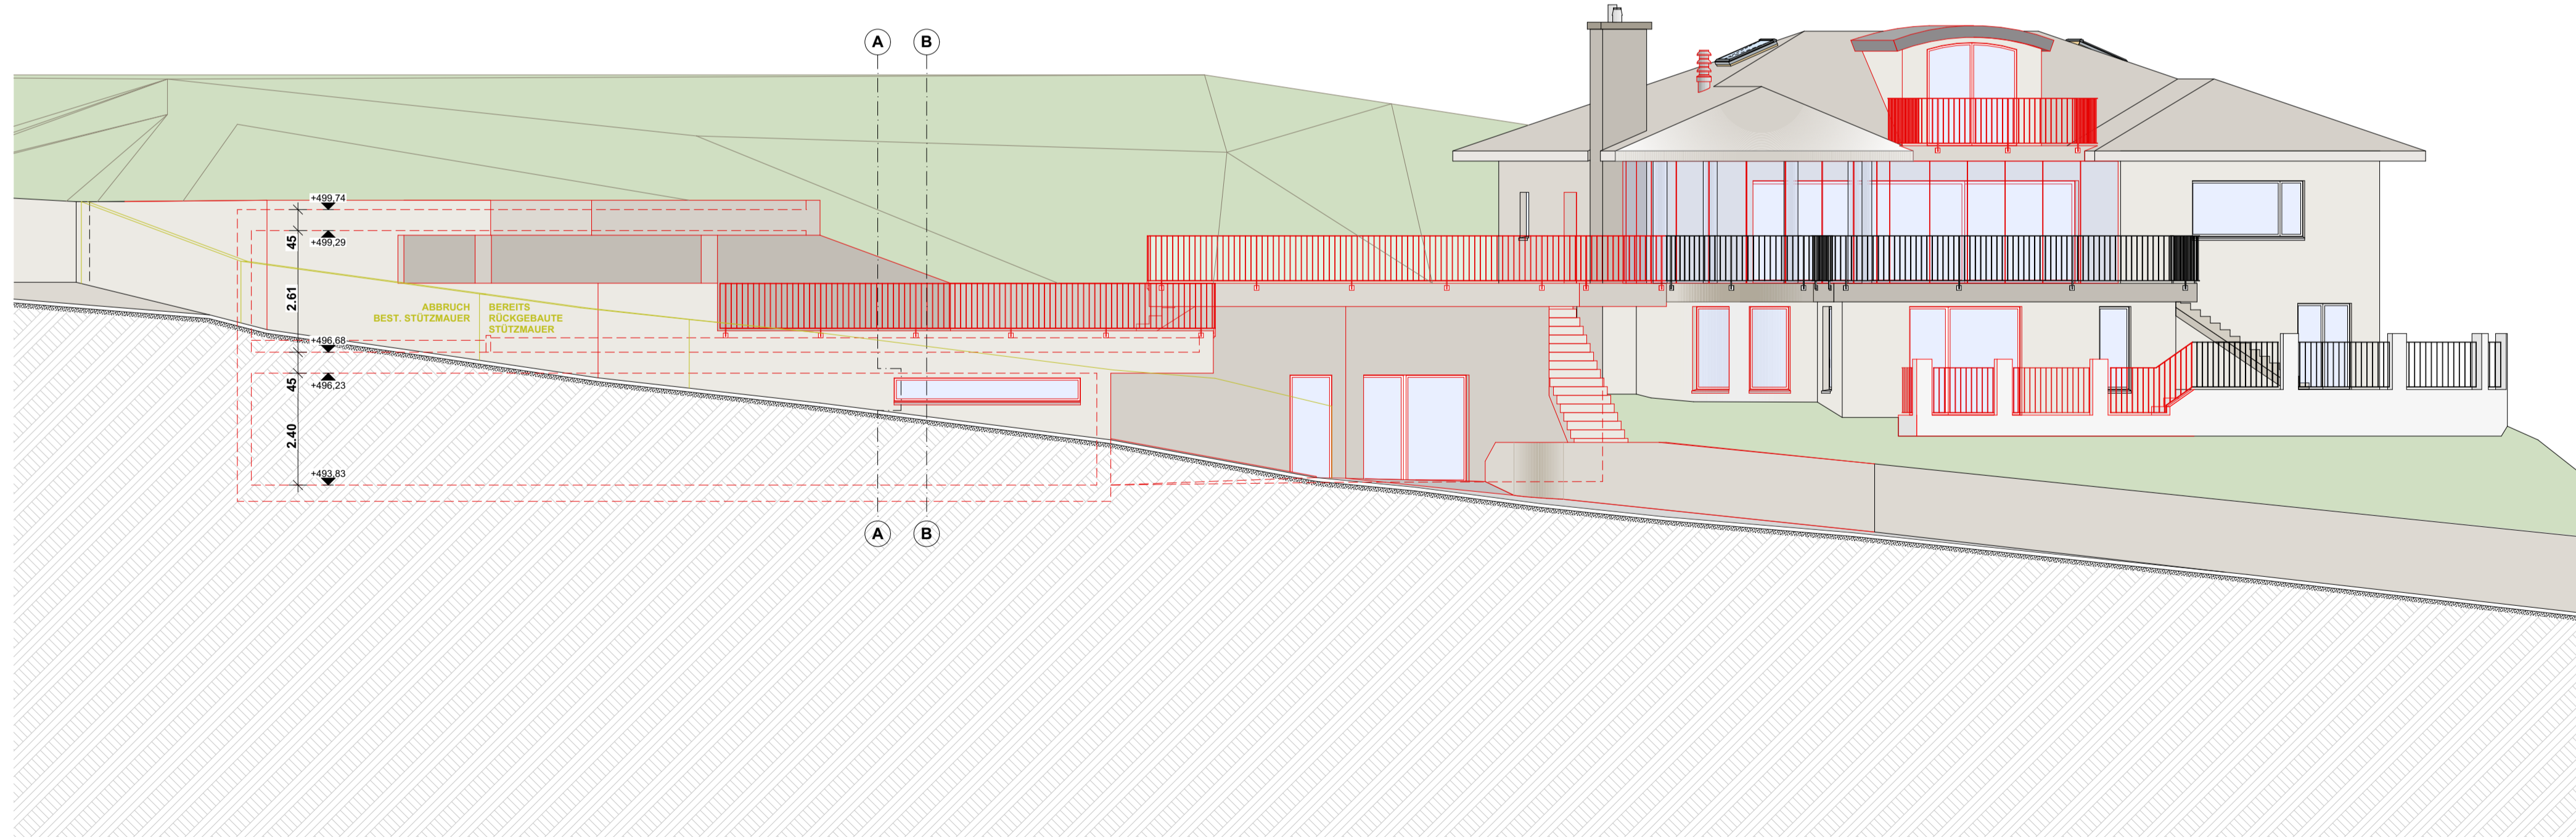 A
B
+499,74
45
+499,29
2.61
ABBRUCH
BEST. STÜTZMAUER
BEREITS
RÜCKGEBAUTE
STÜTZMAUER
+496,68
45
+496,23
2.40
+493,83
A
B